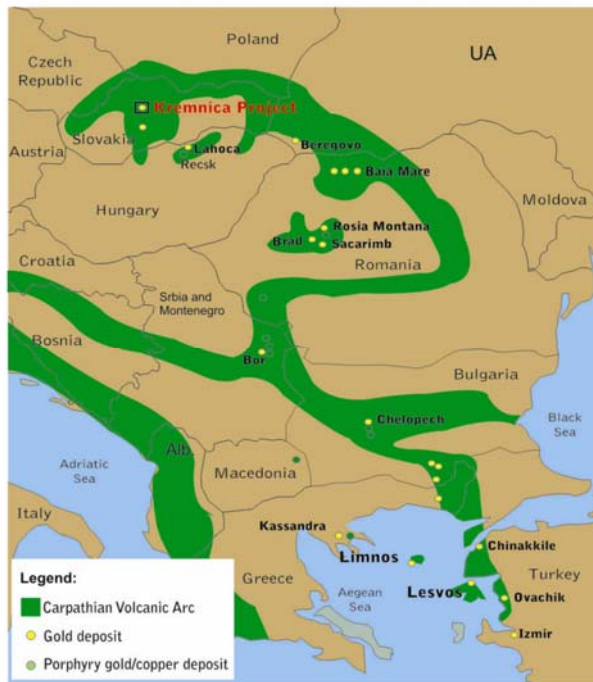 Poland
UA
Czech
Republic
Kremnica Project
Slovakia
Austria
Lahoca
Recsk
Beregovo
Baia Mare
Moldova
Hungary
Rosia Montana
Brad
Sacarimb
Romania
Croatia
Srbia and
Montenegro
Bosnia
Bor
Bulgaria
Chelopech
Black
Sea
Alb.
Adriatic
Sea
Macedonia
Italy
Kassandra
Chinakkile
Limnos
Turkey
Greece
Lesvos
Aegean
Sea
Ovachik
Izmir
Legend:
Carpathian Volcanic Arc
Gold deposit
Porphyry gold/copper deposit